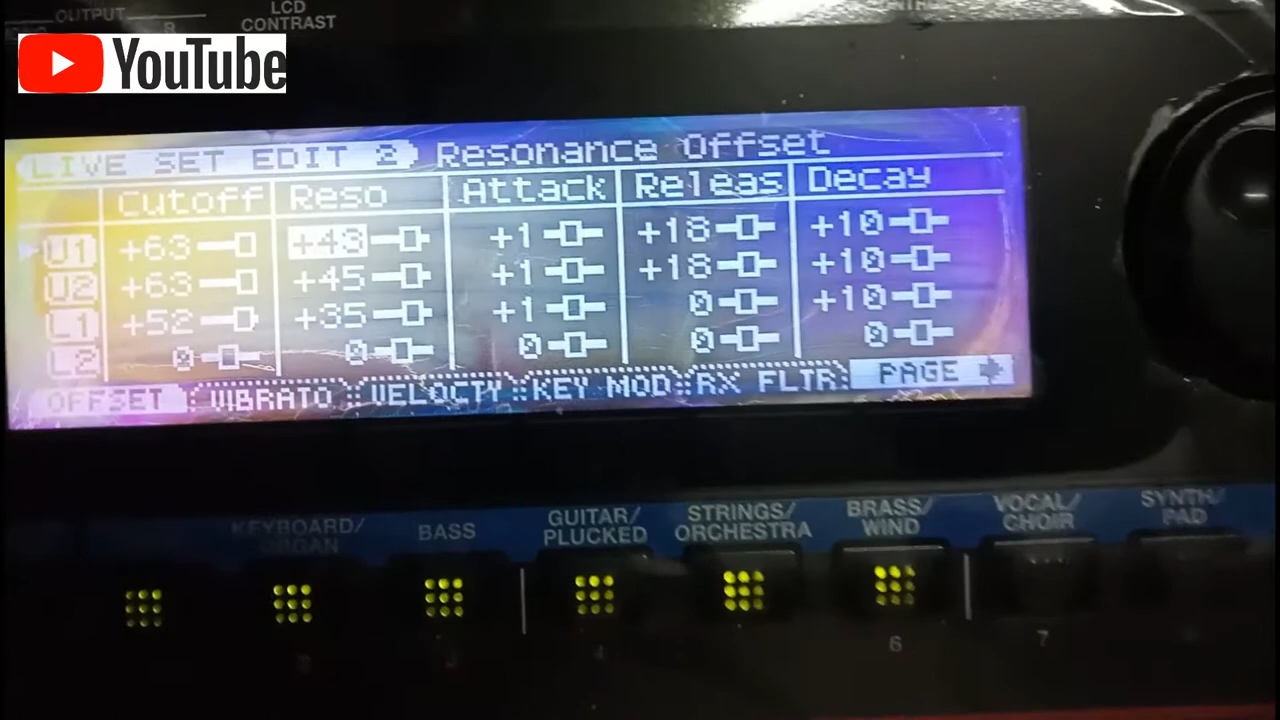 OUTPUT
R
LCD
CONTRAST
YouTube
LIVE SET EDIT 2 Resonance Offset
Cutoff Reso Attack Releas Decay
U1 +63 +43 +1 +18 +10
U2 +63 +45 +1 +18 +10
L1 +52 +35 +1 0 +10
L2 0 0 0 0 0
OFFSET VIBRATO VELOCTY KEY MOD RX FLTR PAGE
KEYBOARD/
ORGAN
BASS
GUITAR/
PLUCKED
STRINGS/
ORCHESTRA
BRASS/
WIND
VOCAL/
CHOIR
SYNTH/
PAD
4
6
7